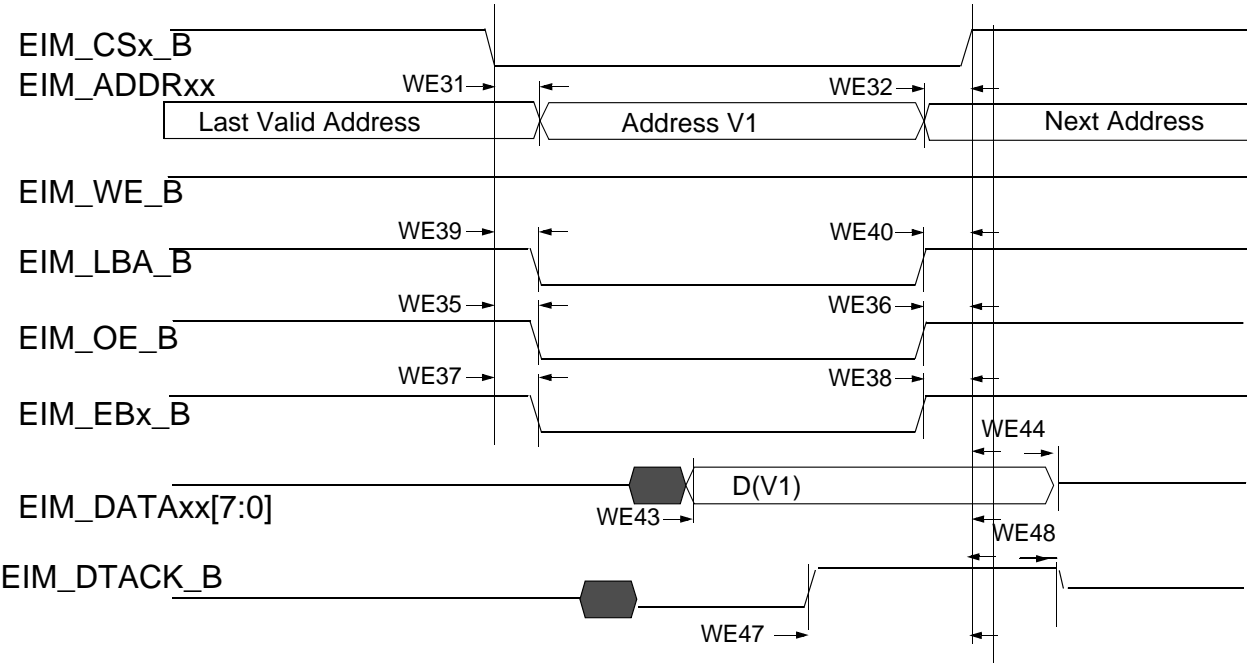 EIM_CSx_B
EIM_ADDRxx
WE31
WE32
Last Valid Address
Address V1
Next Address
EIM_WE_B
WE39
WE40
EIM_LBA_B
WE35
WE36
EIM_OE_B
WE37
WE38
EIM_EBx_B
WE44
D(V1)
EIM_DATAxx[7:0]
WE43
WE48
EIM_DTACK_B
WE47